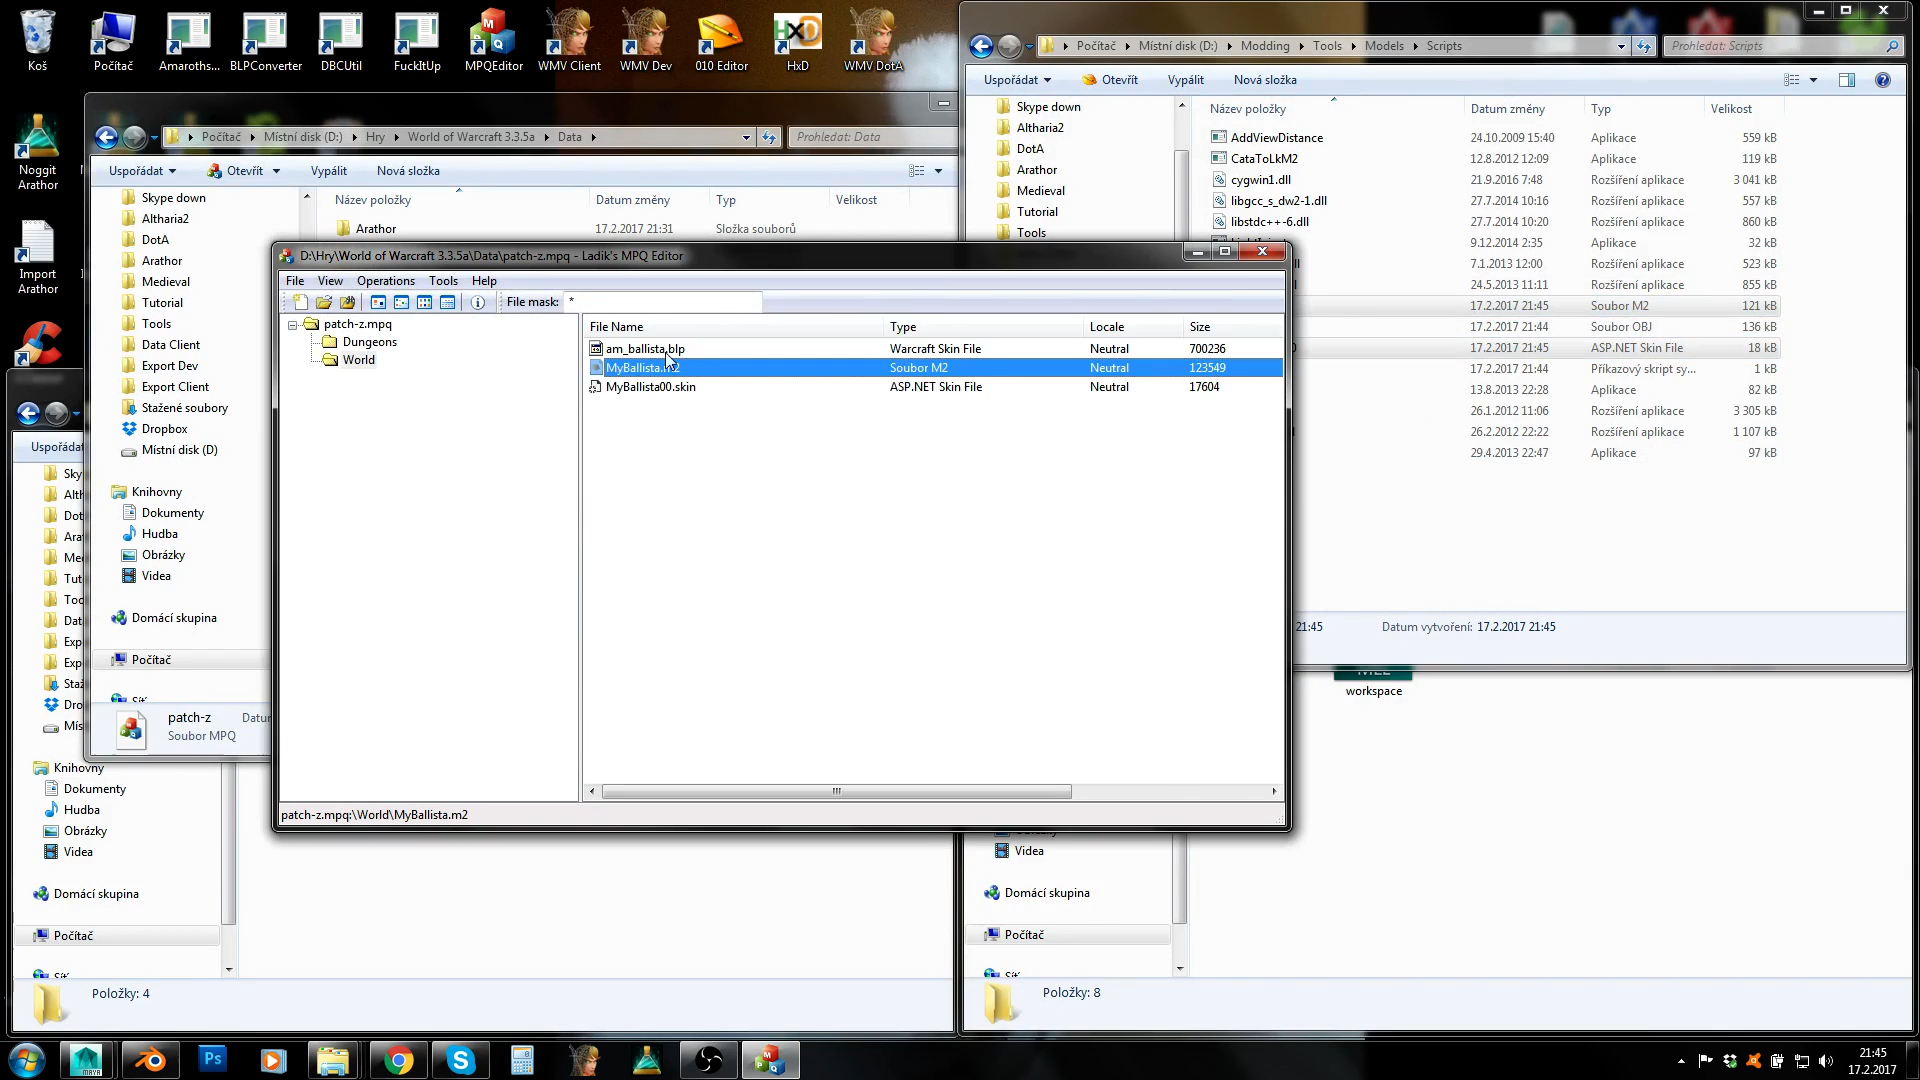 Koš
Počítač
Amaroths...
BLPConverter
DBCUtil
FuckItUp
MPQEditor
WMV Client
WMV Dev
010 Editor
HxD
WMV DotA
Noggit
Arathor
Import
Arathor
Počítač
Místní disk (D:)
Hry
World of Warcraft 3.3.5a
Data
Prohledat: Data
Uspořádat
Otevřít
Vypálit
Nová složka
Skype down
Altharia2
DotA
Arathor
Medieval
Tutorial
Tools
Data Client
Export Dev
Export Client
Stažené soubory
Dropbox
Místní disk (D)
Knihovny
Dokumenty
Hudba
Obrázky
Videa
Domácí skupina
Počítač
Název položky
Datum změny
Typ
Velikost
Arathor
17.2.2017 21:31
Složka souborů
patch-z
Datu
Soubor MPQ
Počítač
Místní disk (D:)
Modding
Tools
Models
Scripts
Prohledat: Scripts
Uspořádat
Otevřít
Vypálit
Nová složka
Skype down
Altharia2
DotA
Arathor
Medieval
Tutorial
Tools
Název položky
Datum změny
Typ
Velikost
AddViewDistance 24.10.2009 15:40 Aplikace 559 kB
CataToLkM2 12.8.2012 12:09 Aplikace 119 kB
cygwin1.dll 21.9.2016 7:48 Rozšíření aplikace 3 041 kB
libgcc_s_dw2-1.dll 27.7.2014 10:16 Rozšíření aplikace 557 kB
libstdc++-6.dll 27.7.2014 10:20 Rozšíření aplikace 860 kB
9.12.2014 2:35 Aplikace 32 kB
7.1.2013 12:00 Rozšíření aplikace 523 kB
24.5.2013 11:11 Rozšíření aplikace 855 kB
17.2.2017 21:45 Soubor M2 121 kB
17.2.2017 21:44 Soubor OBJ 136 kB
17.2.2017 21:45 ASP.NET Skin File 18 kB
17.2.2017 21:44 Příkazový skript sy... 1 kB
13.8.2013 22:28 Aplikace 82 kB
26.1.2012 11:06 Rozšíření aplikace 3 305 kB
26.2.2012 22:22 Rozšíření aplikace 1 107 kB
29.4.2013 22:47 Aplikace 97 kB
21:45
Datum vytvoření: 17.2.2017 21:45
D:\Hry\World of Warcraft 3.3.5a\Data\patch-z.mpq - Ladik's MPQ Editor
File View Operations Tools Help
File mask: *
patch-z.mpq
Dungeons
World
File Name Type Locale Size
am_ballista.blp Warcraft Skin File Neutral 700236
Soubor M2 Neutral 123549
MyBallista00.skin ASP.NET Skin File Neutral 17604
patch-z.mpq:\World\MyBallista.m2
Uspořádat
Sky
Alth
Dot
Ara
Me
Tut
Too
Dat
Exp
Exp
Staž
Dro
Mís
Knihovny
Dokumenty
Hudba
Obrázky
Videa
Domácí skupina
Počítač
Položky: 4
workspace
Videa
Domácí skupina
Počítač
Položky: 8
MAYA
Ps
21:45
17.2.2017